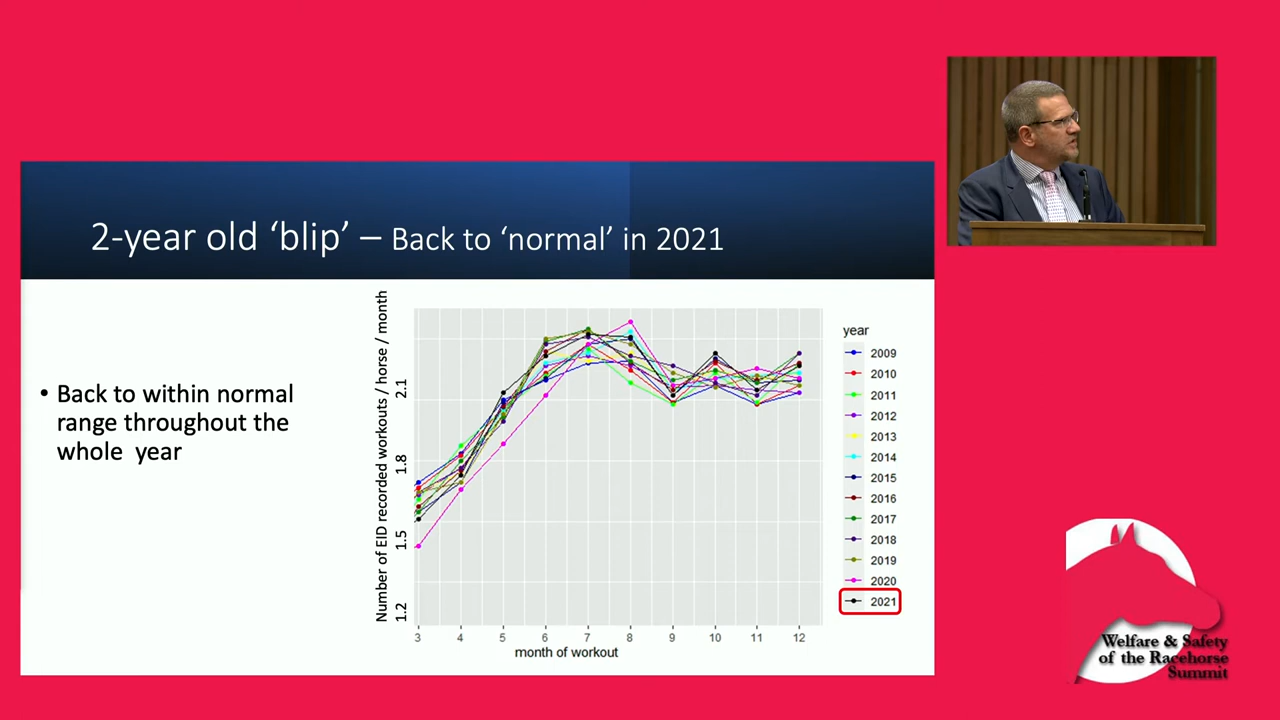 2-year old ‘blip’ – Back to ‘normal’ in 2021
• Back to within normal
range throughout the
whole year
Number of EID recorded workouts / horse / month
2.1
1.8
1.5
1.2
3 4 5 6 7 8 9 10 11 12
month of workout
year
2009
2010
2011
2012
2013
2014
2015
2016
2017
2018
2019
2020
2021
Welfare & Safety
of the Racehorse
Summit